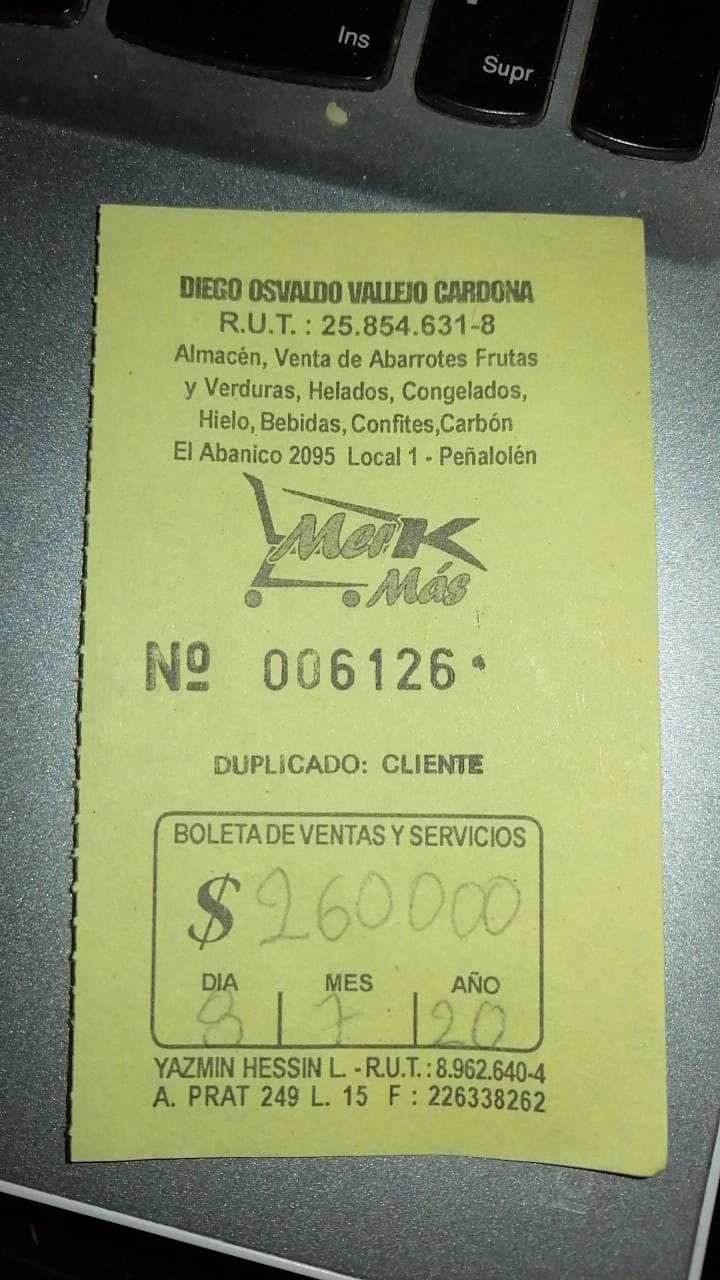 Ins
Supr
DIEGO OSVALDO VALLEJO CARDONA
R.U.T. : 25.854.631-8
Almacén, Venta de Abarrotes Frutas
y Verduras, Helados, Congelados,
Hielo, Bebidas, Confites,Carbón
El Abanico 2095 Local 1 - Peñalolén
Merk
Más
Nº 006126*
DUPLICADO: CLIENTE
BOLETA DE VENTAS Y SERVICIOS
$ 260000
DIA MES AÑO
8 7 20
YAZMIN HESSIN L. - R.U.T. : 8.962.640-4
A. PRAT 249 L. 15 F : 226338262